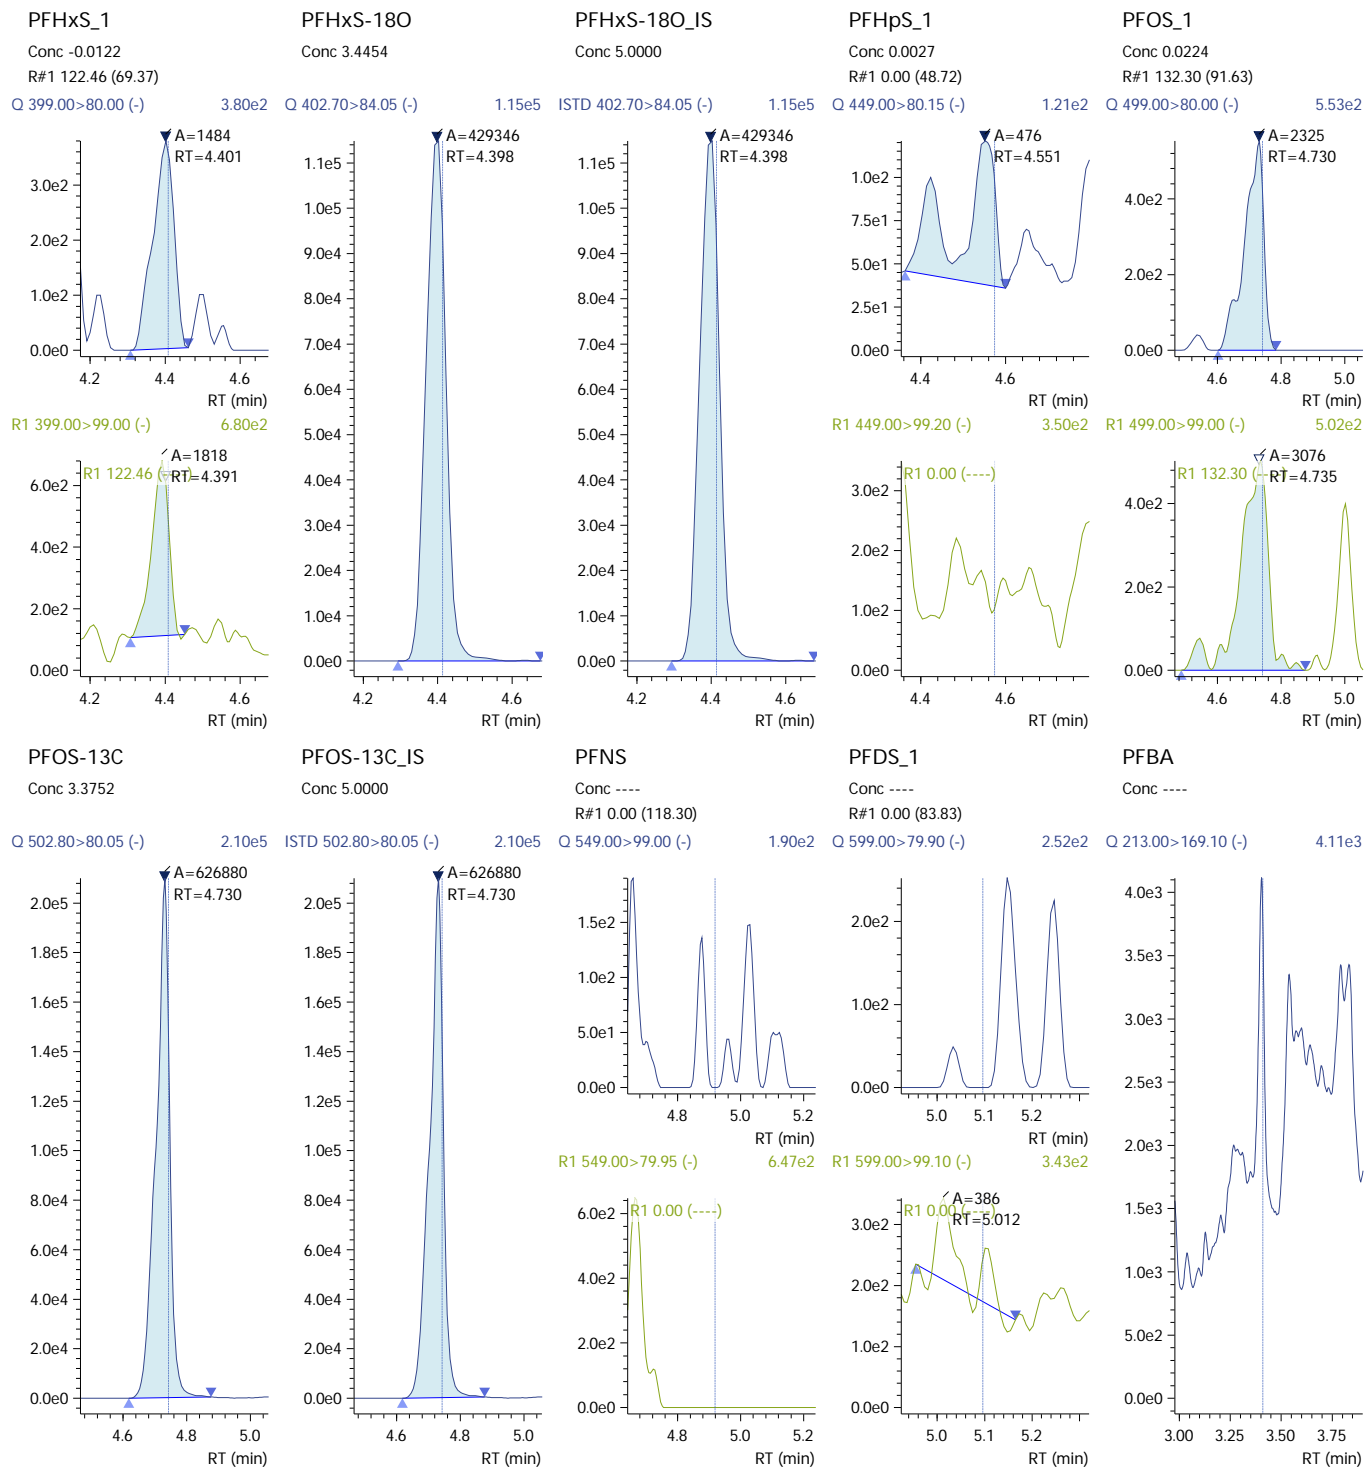 PFHxS_1
Conc -0.0122
R#1 122.46 (69.37)
Q 399.00>80.00 (-) 3.80e2
A=1484
RT=4.401
3.0e2
2.0e2
1.0e2
0.0e0
4.2 4.4 4.6
RT (min)
R1 399.00>99.00 (-) 6.80e2
A=1818
R1 122.46 (----)
RT=4.391
6.0e2
4.0e2
2.0e2
0.0e0
4.2 4.4 4.6
RT (min)
PFHxS-18O
Conc 3.4454
Q 402.70>84.05 (-) 1.15e5
A=429346
RT=4.398
1.1e5
1.0e5
9.0e4
8.0e4
7.0e4
6.0e4
5.0e4
4.0e4
3.0e4
2.0e4
1.0e4
0.0e0
4.2 4.4 4.6
RT (min)
PFHxS-18O_IS
Conc 5.0000
ISTD 402.70>84.05 (-) 1.15e5
A=429346
RT=4.398
1.1e5
1.0e5
9.0e4
8.0e4
7.0e4
6.0e4
5.0e4
4.0e4
3.0e4
2.0e4
1.0e4
0.0e0
4.2 4.4 4.6
RT (min)
PFHpS_1
Conc 0.0027
R#1 0.00 (48.72)
Q 449.00>80.15 (-) 1.21e2
A=476
RT=4.551
1.0e2
7.5e1
5.0e1
2.5e1
0.0e0
4.4 4.6
RT (min)
R1 449.00>99.20 (-) 3.50e2
R1 0.00 (----)
3.0e2
2.0e2
1.0e2
0.0e0
4.4 4.6
RT (min)
PFOS_1
Conc 0.0224
R#1 132.30 (91.63)
Q 499.00>80.00 (-) 5.53e2
A=2325
RT=4.730
4.0e2
2.0e2
0.0e0
4.6 4.8 5.0
RT (min)
R1 499.00>99.00 (-) 5.02e2
A=3076
R1 132.30 (----)
RT=4.735
4.0e2
2.0e2
0.0e0
4.6 4.8 5.0
RT (min)
PFOS-13C
Conc 3.3752
Q 502.80>80.05 (-) 2.10e5
A=626880
RT=4.730
2.0e5
1.8e5
1.6e5
1.4e5
1.2e5
1.0e5
8.0e4
6.0e4
4.0e4
2.0e4
0.0e0
4.6 4.8 5.0
RT (min)
PFOS-13C_IS
Conc 5.0000
ISTD 502.80>80.05 (-) 2.10e5
A=626880
RT=4.730
2.0e5
1.8e5
1.6e5
1.4e5
1.2e5
1.0e5
8.0e4
6.0e4
4.0e4
2.0e4
0.0e0
4.6 4.8 5.0
RT (min)
PFNS
Conc ----
R#1 0.00 (118.30)
Q 549.00>99.00 (-) 1.90e2
1.5e2
1.0e2
5.0e1
0.0e0
4.8 5.0 5.2
RT (min)
R1 549.00>79.95 (-) 6.47e2
R1 0.00 (----)
6.0e2
4.0e2
2.0e2
0.0e0
4.8 5.0 5.2
RT (min)
PFDS_1
Conc ----
R#1 0.00 (83.83)
Q 599.00>79.90 (-) 2.52e2
2.0e2
1.0e2
0.0e0
5.0 5.1 5.2
RT (min)
R1 599.00>99.10 (-) 3.43e2
A=386
R1 0.00 (----)
RT=5.012
3.0e2
2.0e2
1.0e2
0.0e0
5.0 5.1 5.2
RT (min)
PFBA
Conc ----
Q 213.00>169.10 (-) 4.11e3
4.0e3
3.5e3
3.0e3
2.5e3
2.0e3
1.5e3
1.0e3
5.0e2
0.0e0
3.00 3.50 3.75
RT (min)